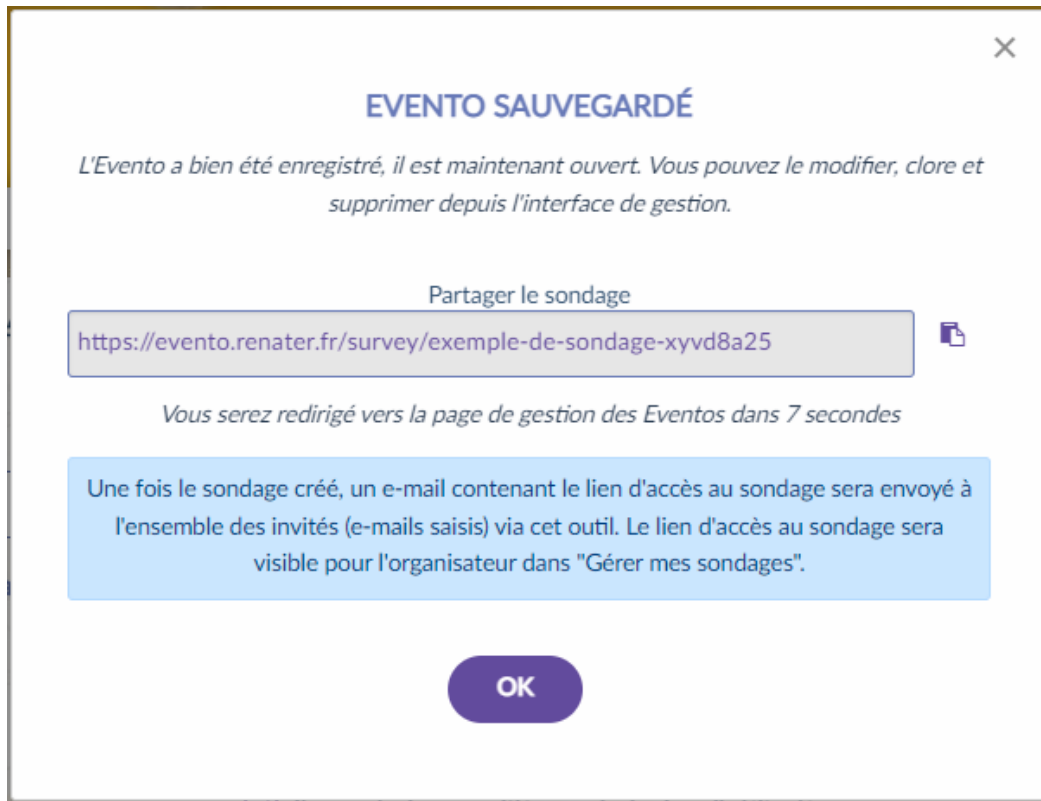 EVENTO SAUVEGARDÉ
L'Evento a bien été enregistré, il est maintenant ouvert. Vous pouvez le modifier, clore et
supprimer depuis l'interface de gestion.
Partager le sondage
https://evento.renater.fr/survey/exemple-de-sondage-xyvd8a25
Vous serez redirigé vers la page de gestion des Eventos dans 7 secondes
Une fois le sondage créé, un e-mail contenant le lien d'accès au sondage sera envoyé à
l'ensemble des invités (e-mails saisis) via cet outil. Le lien d'accès au sondage sera
visible pour l'organisateur dans "Gérer mes sondages".
OK